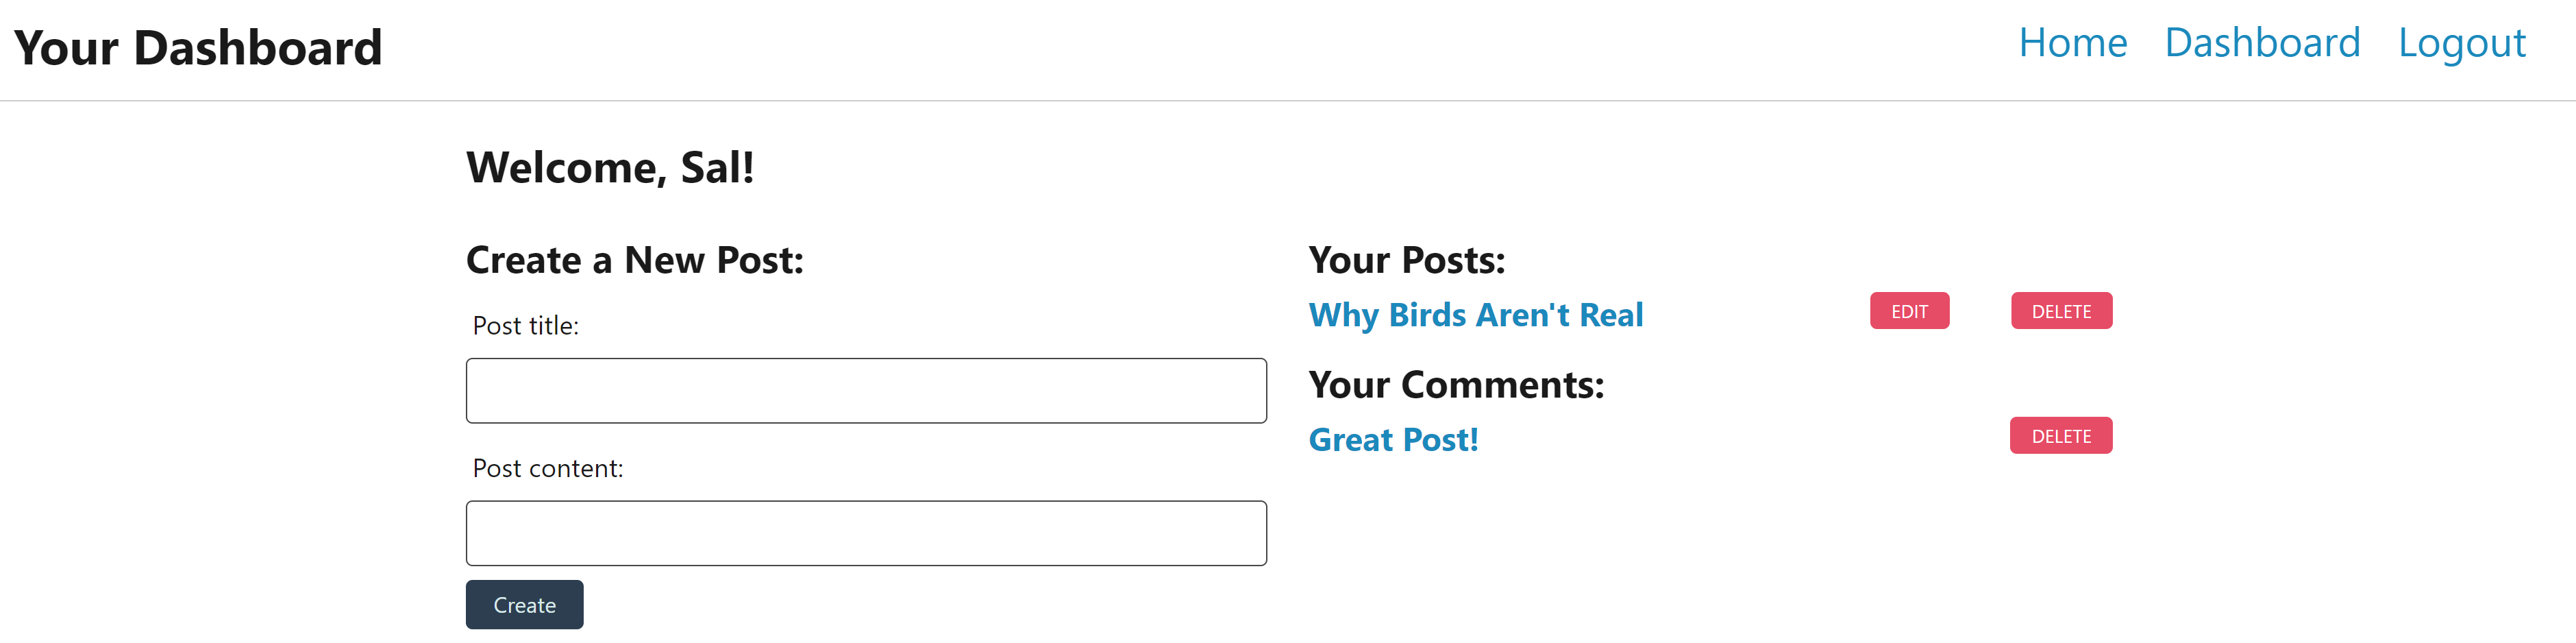 Your Dashboard
Home Dashboard Logout
Welcome, Sal!
Create a New Post:
Post title:
Post content:
Create
Your Posts:
Why Birds Aren't Real EDIT DELETE
Your Comments:
Great Post! DELETE